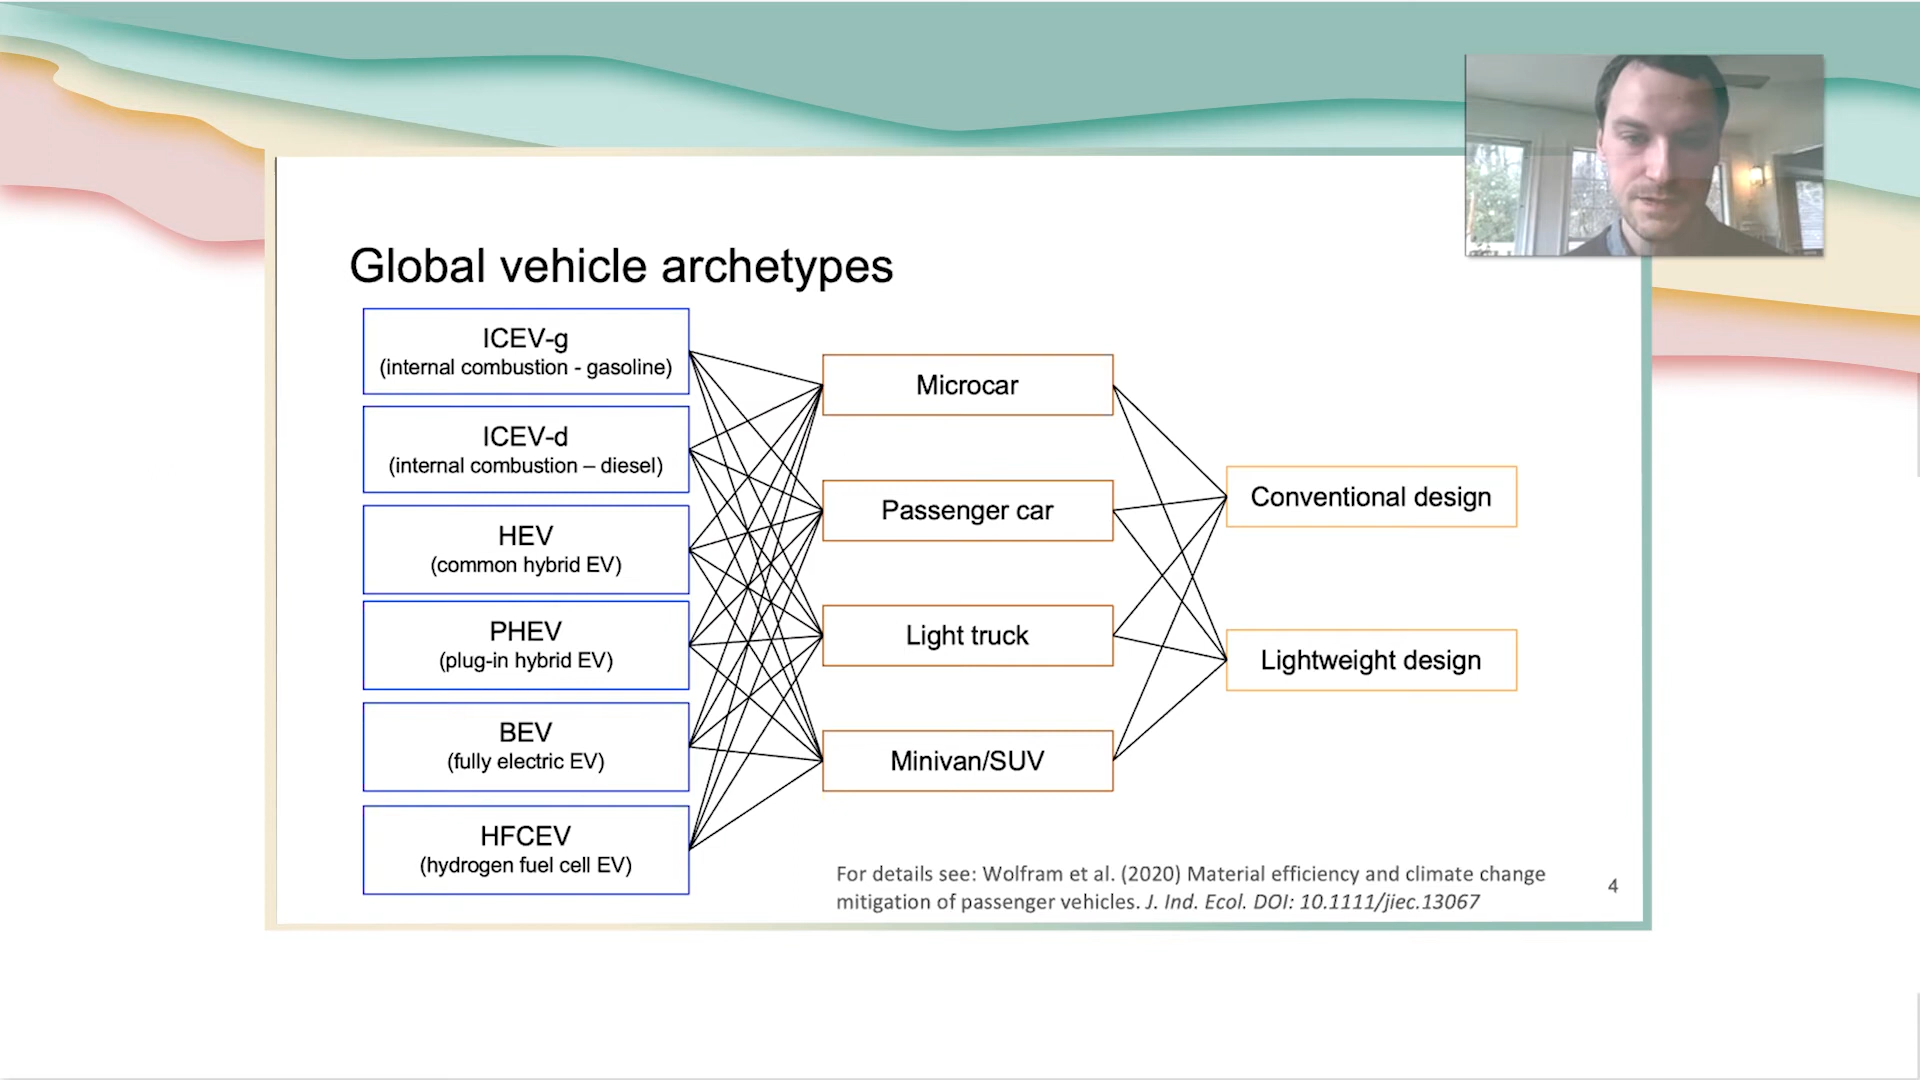 Global vehicle archetypes
ICEV-g
(internal combustion - gasoline)
ICEV-d
(internal combustion – diesel)
HEV
(common hybrid EV)
PHEV
(plug-in hybrid EV)
BEV
(fully electric EV)
HFCEV
(hydrogen fuel cell EV)
Microcar
Passenger car
Light truck
Minivan/SUV
Conventional design
Lightweight design
For details see: Wolfram et al. (2020) Material efficiency and climate change
mitigation of passenger vehicles. J. Ind. Ecol. DOI: 10.1111/jiec.13067
4